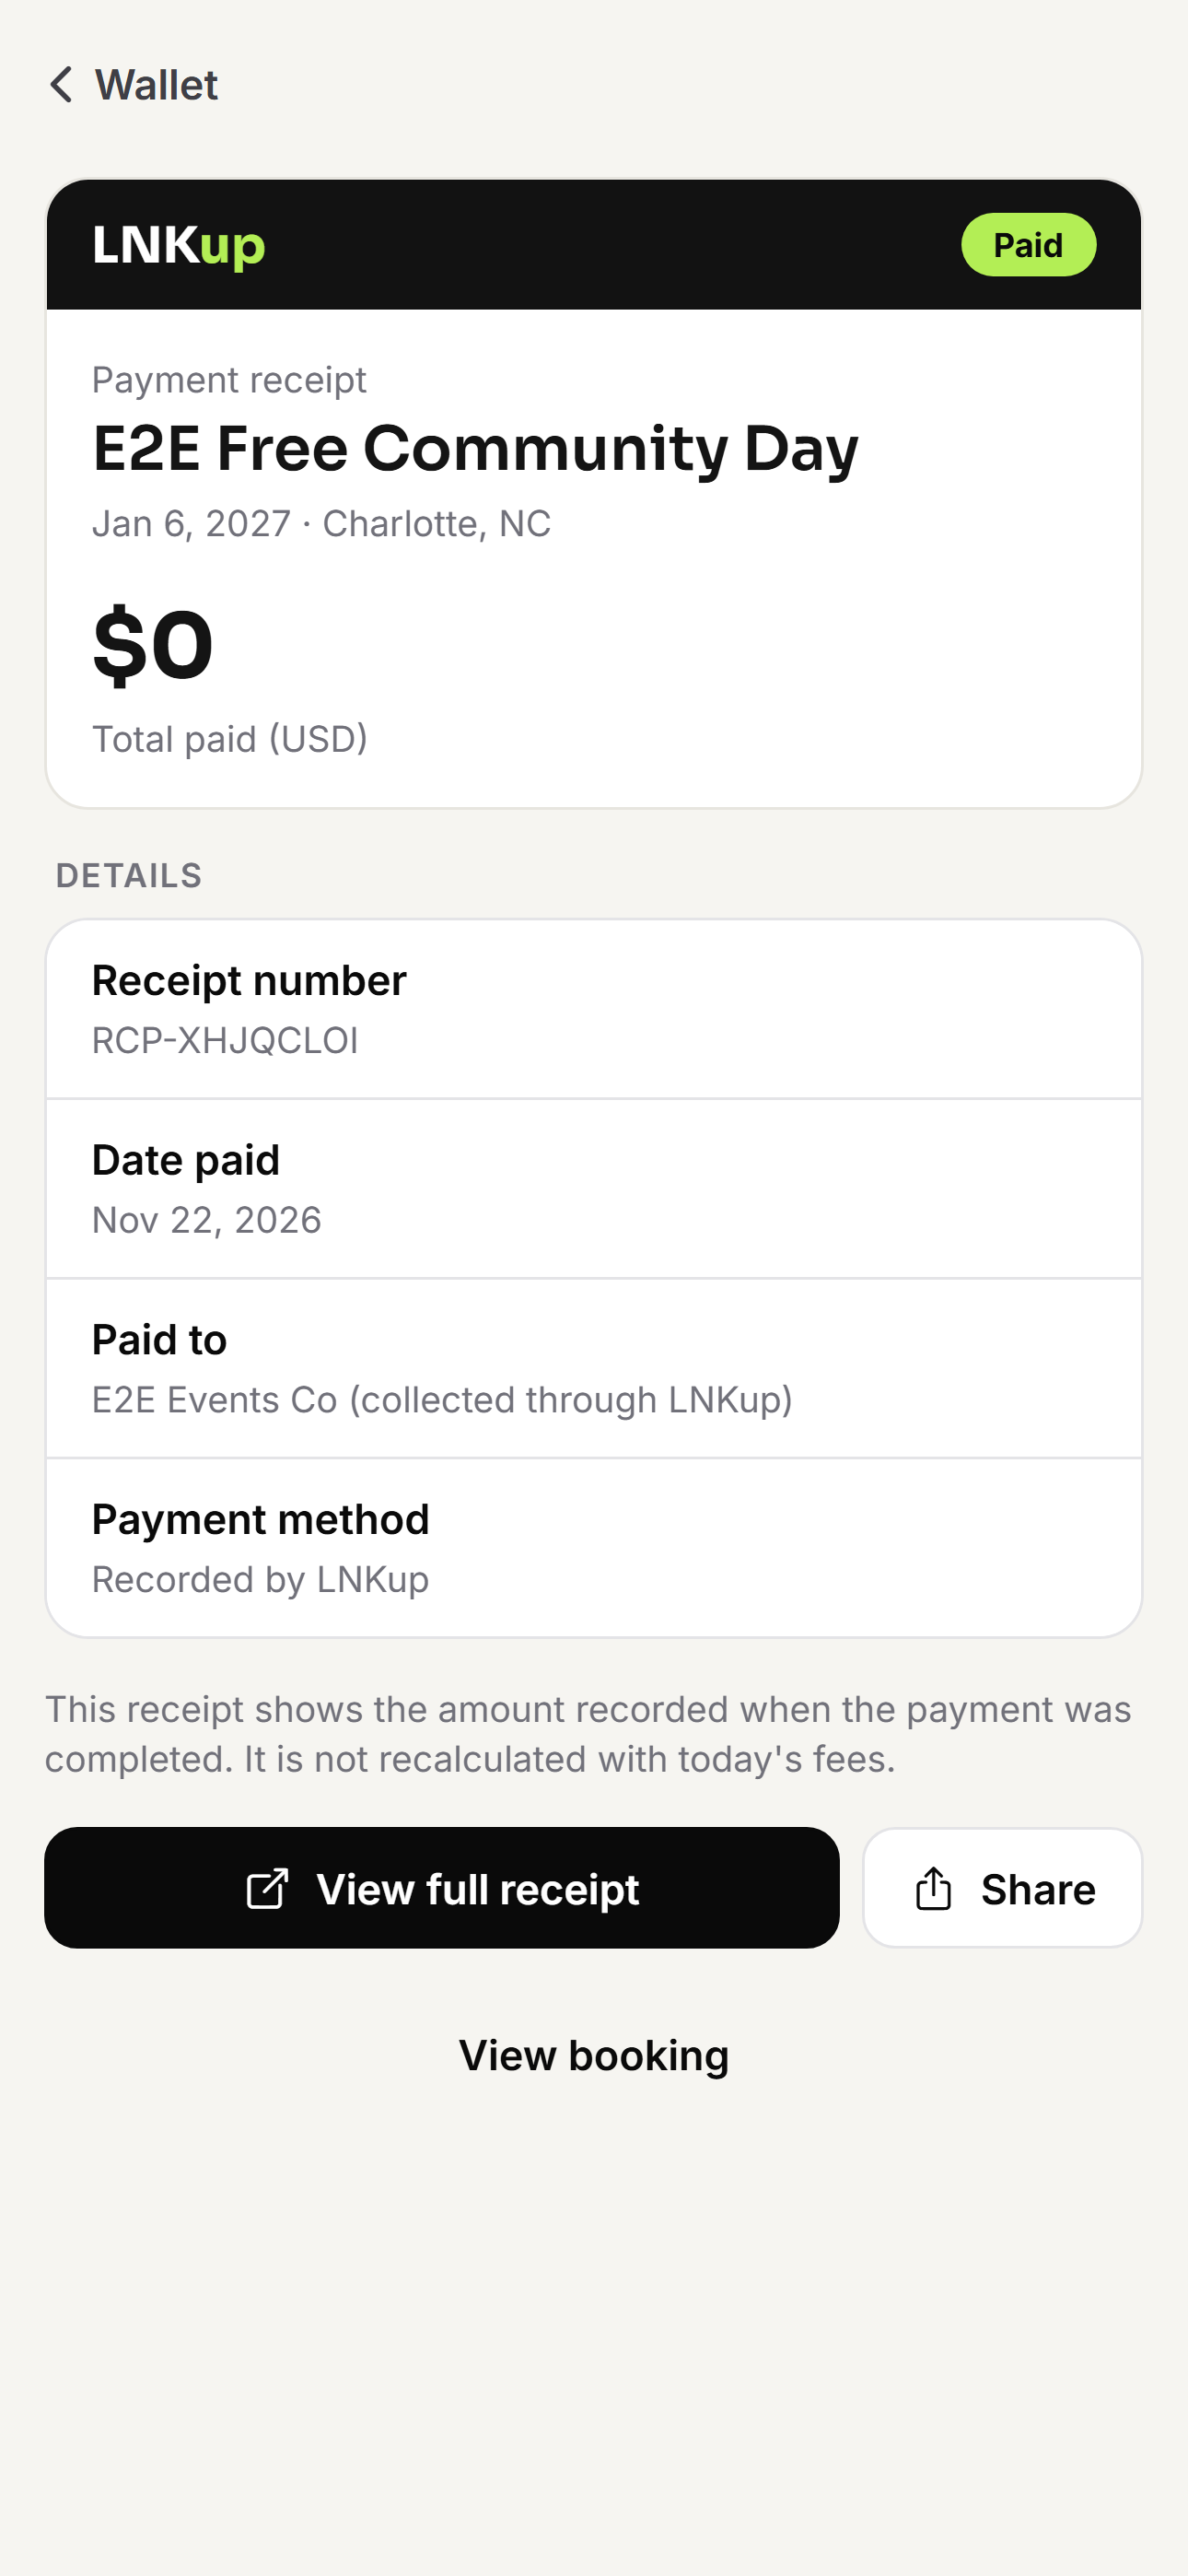 Wallet
LNKup
Paid
Payment receipt
E2E Free Community Day
Jan 6, 2027 · Charlotte, NC
$0
Total paid (USD)
DETAILS
Receipt number
RCP-XHJQCLOI
Date paid
Nov 22, 2026
Paid to
E2E Events Co (collected through LNKup)
Payment method
Recorded by LNKup
This receipt shows the amount recorded when the payment was
completed. It is not recalculated with today's fees.
View full receipt
Share
View booking